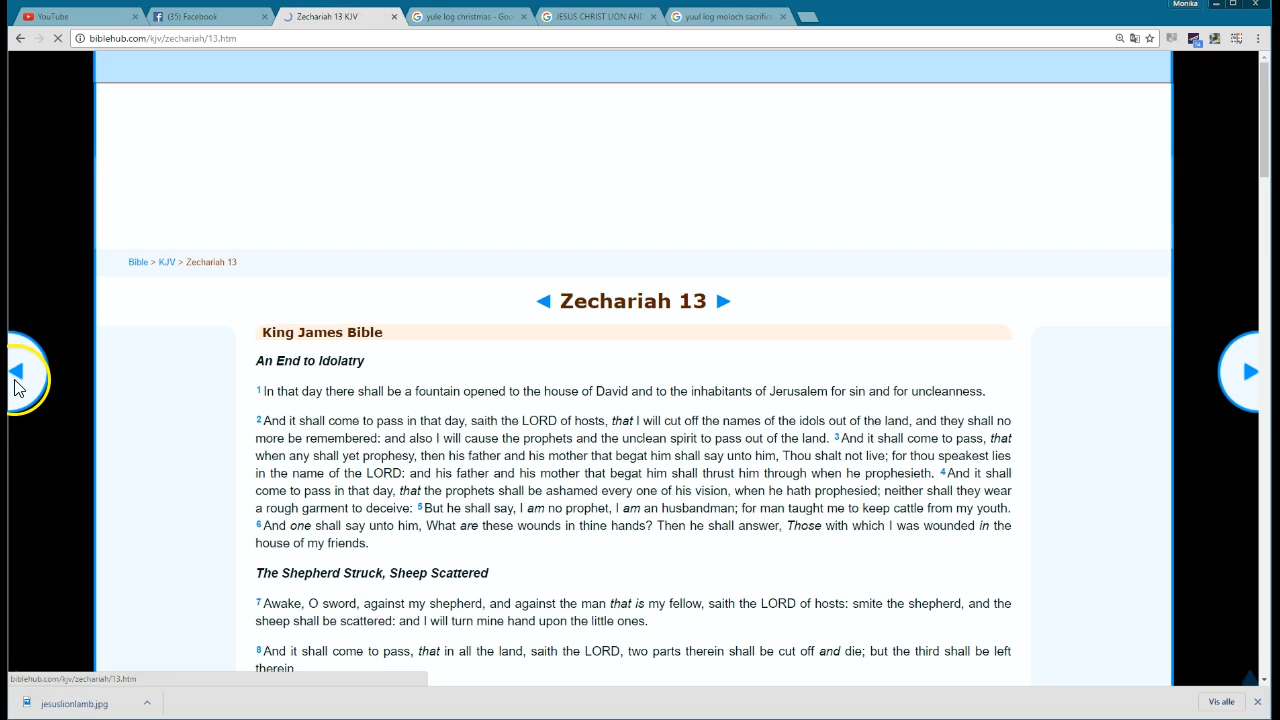 Monika
YouTube
(35) Facebook
Zechariah 13 KJV
yule log christmas - Goo
JESUS CHRIST LION AND
yuul log moloch sacrific
biblehub.com/kjv/zechariah/13.htm
Bible > KJV > Zechariah 13
Zechariah 13
King James Bible
An End to Idolatry
1In that day there shall be a fountain opened to the house of David and to the inhabitants of Jerusalem for sin and for uncleanness.
2And it shall come to pass in that day, saith the LORD of hosts, that I will cut off the names of the idols out of the land, and they shall no
more be remembered: and also I will cause the prophets and the unclean spirit to pass out of the land. 3And it shall come to pass, that
when any shall yet prophesy, then his father and his mother that begat him shall say unto him, Thou shalt not live; for thou speakest lies
in the name of the LORD: and his father and his mother that begat him shall thrust him through when he prophesieth. 4And it shall
come to pass in that day, that the prophets shall be ashamed every one of his vision, when he hath prophesied; neither shall they wear
a rough garment to deceive: 5But he shall say, I am no prophet, I am an husbandman; for man taught me to keep cattle from my youth.
6And one shall say unto him, What are these wounds in thine hands? Then he shall answer, Those with which I was wounded in the
house of my friends.
The Shepherd Struck, Sheep Scattered
7Awake, O sword, against my shepherd, and against the man that is my fellow, saith the LORD of hosts: smite the shepherd, and the
sheep shall be scattered: and I will turn mine hand upon the little ones.
8And it shall come to pass, that in all the land, saith the LORD, two parts therein shall be cut off and die; but the third shall be left
therein.
biblehub.com/kjv/zechariah/13.htm
jesuslionlamb.jpg
Vis alle